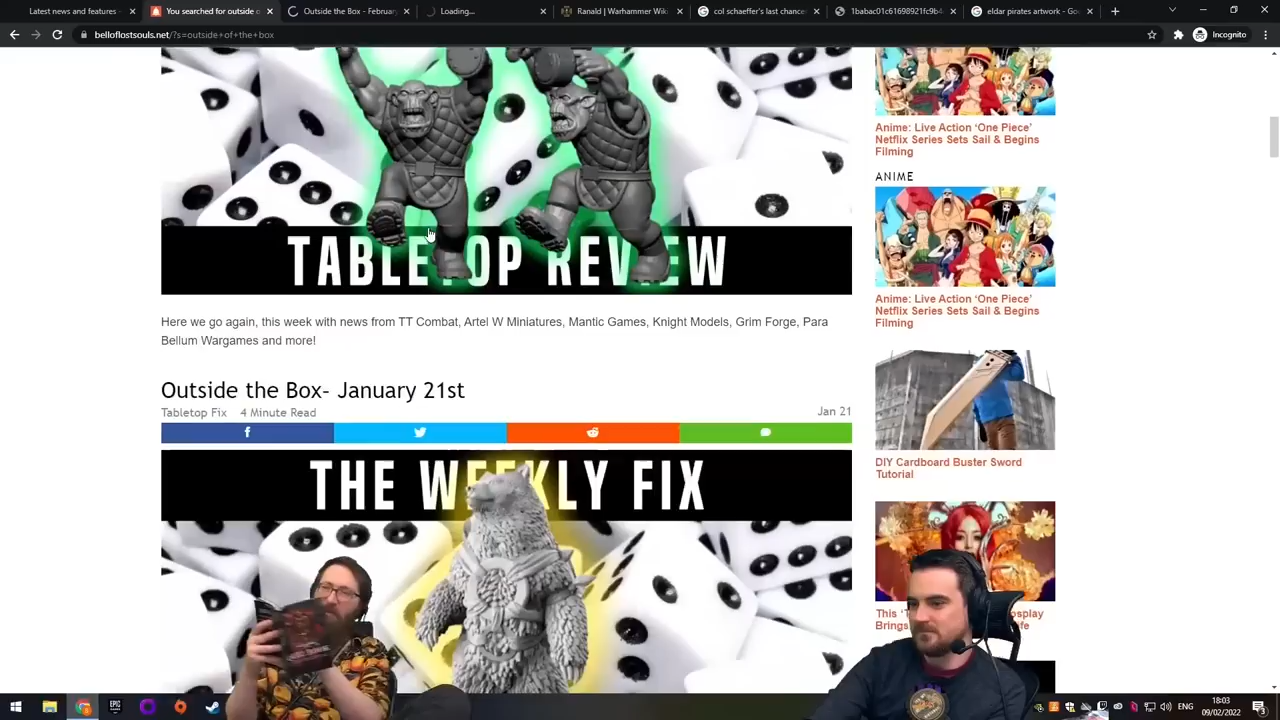 Latest news and features -
You searched for outside o
Outside the Box - February
Loading...
Ranald | Warhammer Wiki
col schaeffer's last chance
1babac01c61698921fc9b4
eldar pirates artwork - Goo
belloflostsouls.net/?s=outside+of+the+box
Incognito
TABLETOP REVIEW
Here we go again, this week with news from TT Combat, Artel W Miniatures, Mantic Games, Knight Models, Grim Forge, Para
Bellum Wargames and more!
Outside the Box– January 21st
Tabletop Fix 4 Minute Read
Jan 21
THE WEEKLY FIX
Anime: Live Action ‘One Piece’
Netflix Series Sets Sail & Begins
Filming
ANIME
Anime: Live Action ‘One Piece’
Netflix Series Sets Sail & Begins
Filming
DIY Cardboard Buster Sword
Tutorial
This
osplay
Brings
ife
EPIC
ENG
18:03
09/02/2022